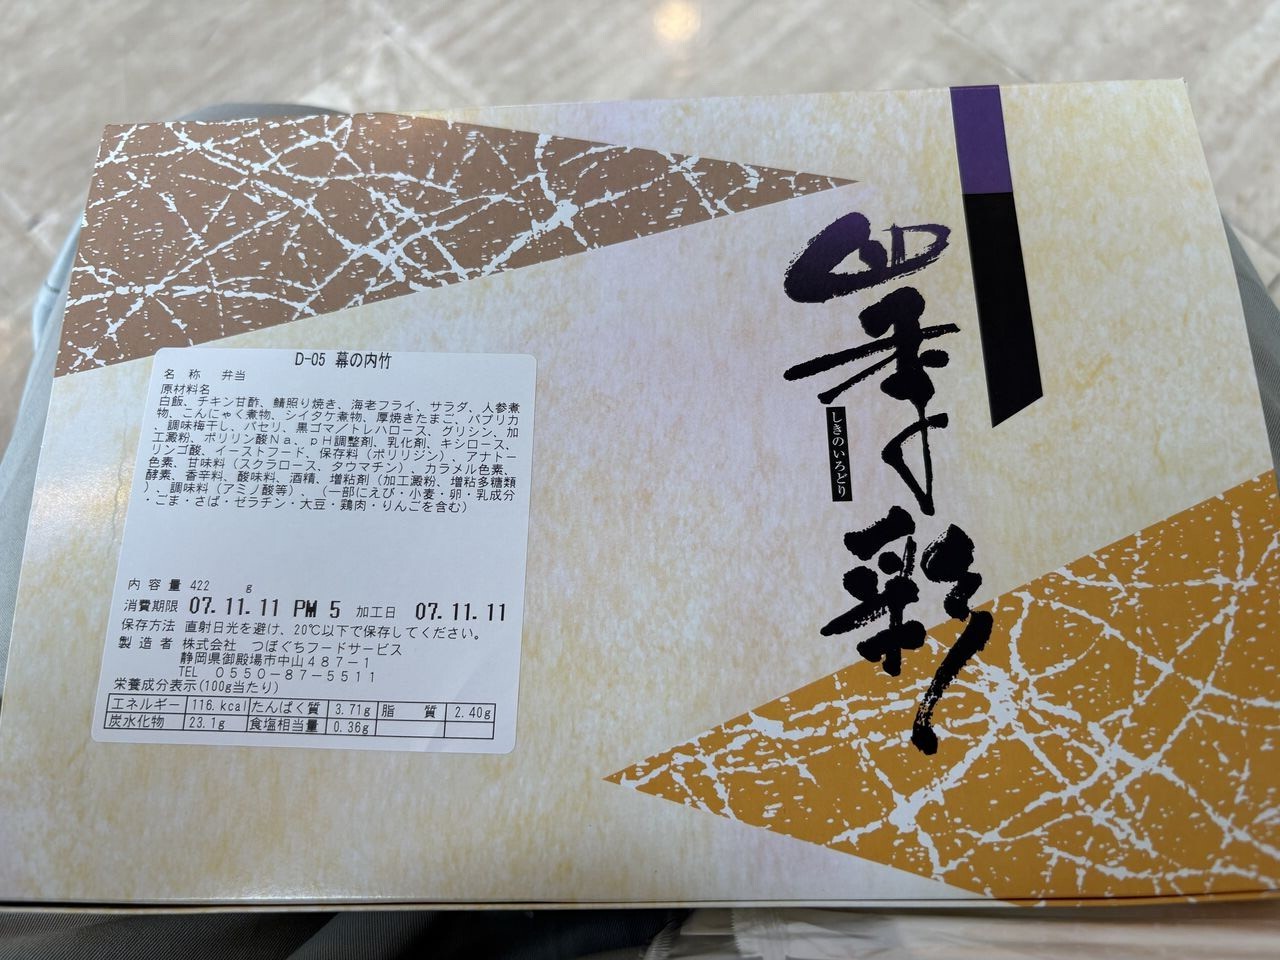 D-05 幕の内竹
名 称 弁当
原材料名
白飯、チキン甘酢、鯖照り焼き、海老フライ、サラダ、人参煮
物、こんにゃく煮物、シイタケ煮物、厚焼きたまご、パプリカ
、調味梅干し、パセリ、黒ゴマ／トレハロース、グリシン、加
工澱粉、ポリリン酸Na、pH調整剤、乳化剤、キシロース、
リンゴ酸、イーストフード、保存料（ポリリジン）、アナトー
色素、甘味料（スクラロース、タウマチン）、カラメル色素、
酵素、香辛料、酸味料、酒精、増粘剤（加工澱粉、増粘多糖類
）、調味料（アミノ酸等）、（一部にえび・小麦・卵・乳成分
・ごま・さば・ゼラチン・大豆・鶏肉・りんごを含む）
内 容 量 422 g
消費期限 07.11.11 PM 5 加工日 07.11.11
保存方法 直射日光を避け、20℃以下で保存してください。
製 造 者 株式会社 つぼぐちフードサービス
静岡県御殿場市中山４８７－１
TEL ０５５０－８７－５５１１
栄養成分表示(100g当たり)
エネルギー 116.kcal たんぱく質 3.71g 脂 質 2.40g
炭水化物 23.1g 食塩相当量 0.36g
四季彩
しきのいろどり